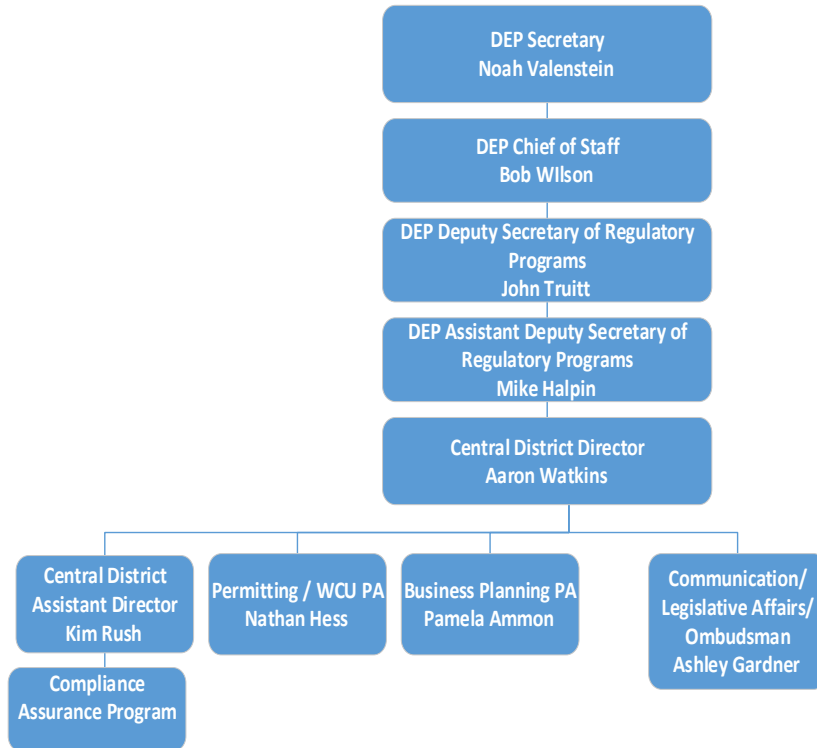 DEP Secretary
Noah Valenstein
DEP Chief of Staff
Bob WIlson
DEP Deputy Secretary of Regulatory
Programs
John Truitt
DEP Assistant Deputy Secretary of
Regulatory Programs
Mike Halpin
Central District Director
Aaron Watkins
Central District
Assistant Director
Kim Rush
Permitting / WCU PA
Nathan Hess
Business Planning PA
Pamela Ammon
Communication/
Legislative Affairs/
Ombudsman
Ashley Gardner
Compliance
Assurance Program